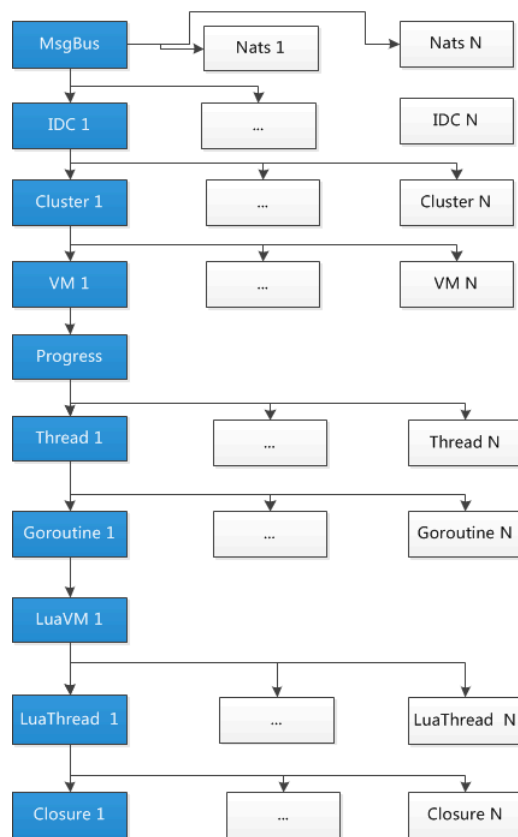 MsgBus
Nats 1
Nats N
IDC 1
...
IDC N
Cluster 1
...
Cluster N
VM 1
...
VM N
Progress
Thread 1
...
Thread N
Goroutine 1
...
Goroutine N
LuaVM 1
LuaThread 1
...
LuaThread N
Closure 1
...
Closure N